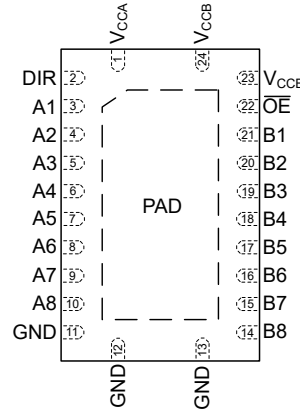 VCCA VCCB
1 24
DIR 2 23 VCCB
A1 3 22 OE
A2 4 21 B1
A3 5 20 B2
A4 6 19 B3
A5 7 18 B4
A6 8 17 B5
A7 9 16 B6
A8 10 15 B7
GND 11 14 B8
PAD
12 13
GND GND